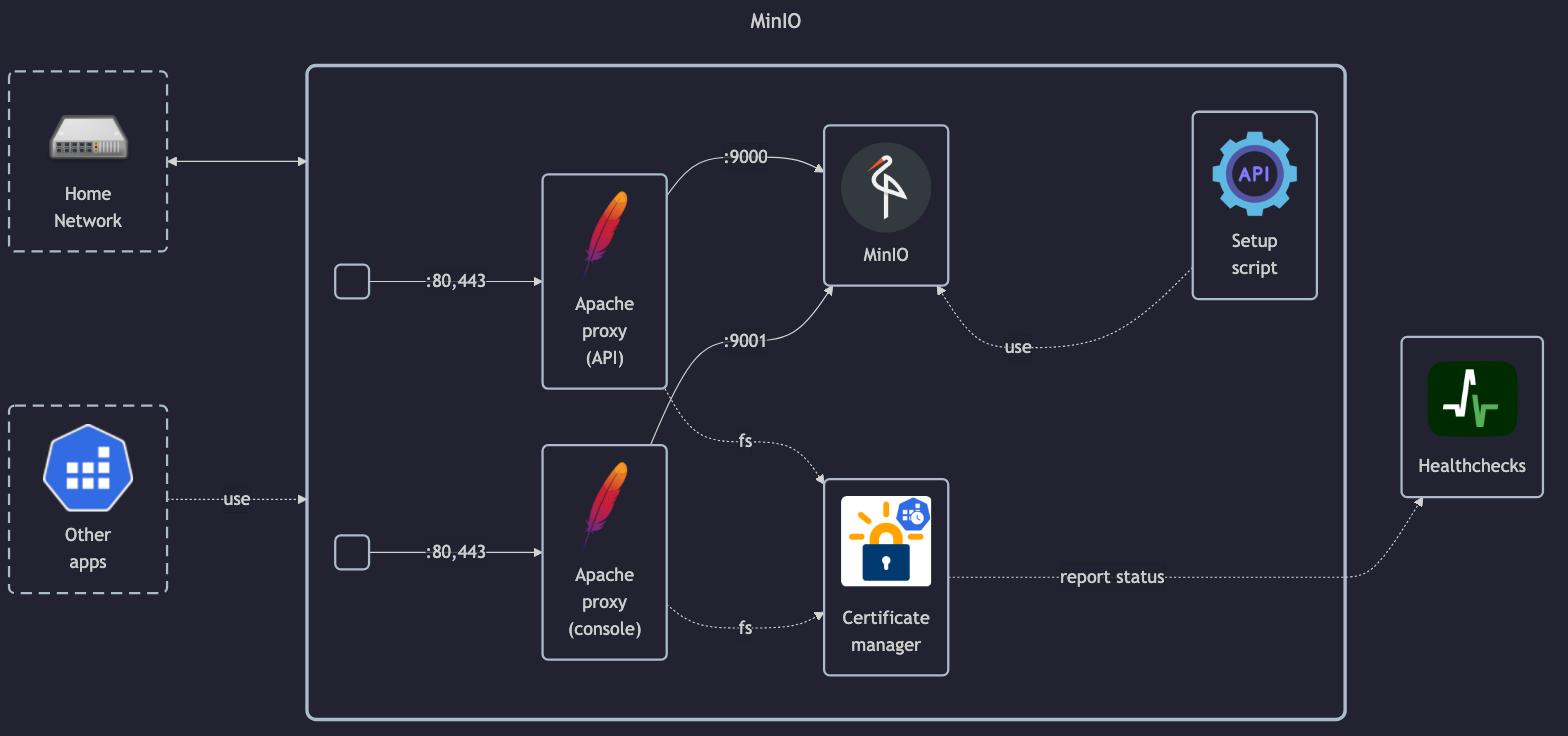 MinIO
Home
Network
Other
apps
use
:80,443
:80,443
Apache
proxy
(API)
Apache
proxy
(console)
:9000
:9001
fs
fs
MinIO
Certificate
manager
use
API
Setup
script
report status
Healthchecks